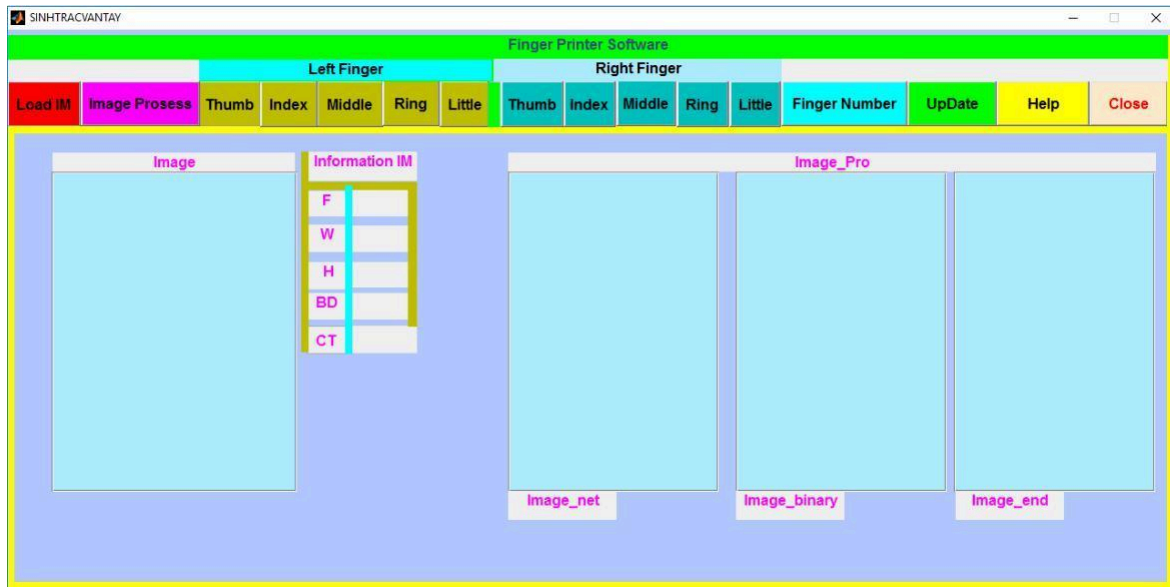 SINHTRACVANTAY
Finger Printer Software
Left Finger Right Finger
Load IM Image Prosess Thumb Index Middle Ring Little Thumb Index Middle Ring Little Finger Number UpDate Help Close
Image Information IM Image_Pro
F
W
H
BD
CT
Image_net Image_binary Image_end